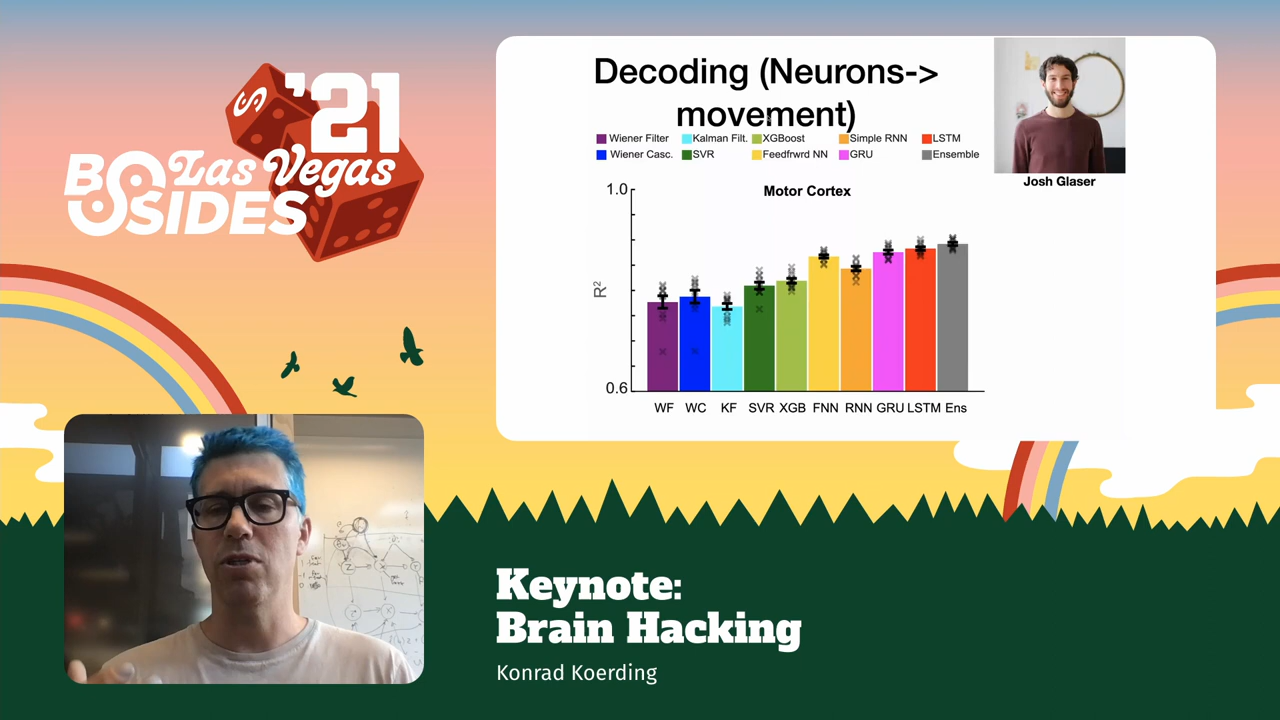 '21
Las Vegas
BSIDES
Decoding (Neurons->
movement)
Wiener Filter Kalman Filt. XGBoost Simple RNN LSTM
Wiener Casc. SVR Feedfrwrd NN GRU Ensemble
Josh Glaser
1.0
Motor Cortex
R²
0.6
WF WC KF SVR XGB FNN RNN GRU LSTM Ens
Keynote:
Brain Hacking
Konrad Koerding